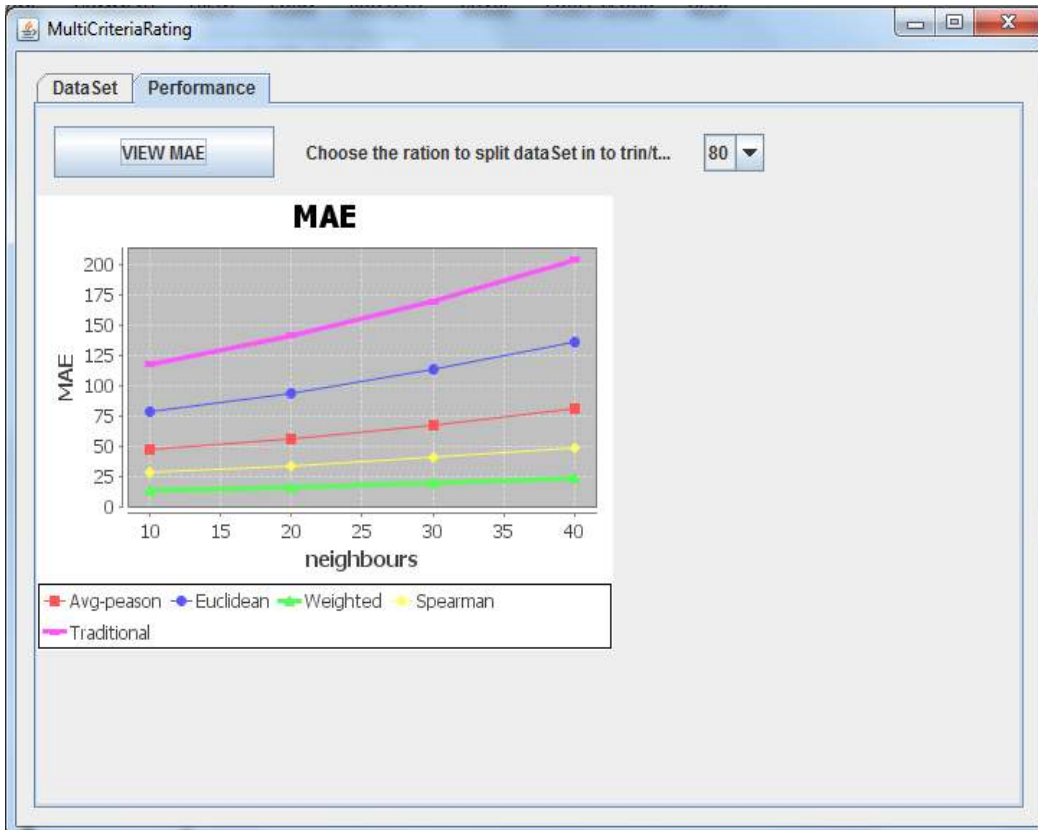 MultiCriteriaRating
DataSet Performance
VIEW MAE Choose the ration to split dataSet in to trin/t... 80
MAE
MAE
200
175
150
125
100
75
50
25
0
10 15 20 25 30 35 40
neighbours
Avg-peason Euclidean Weighted Spearman
Traditional